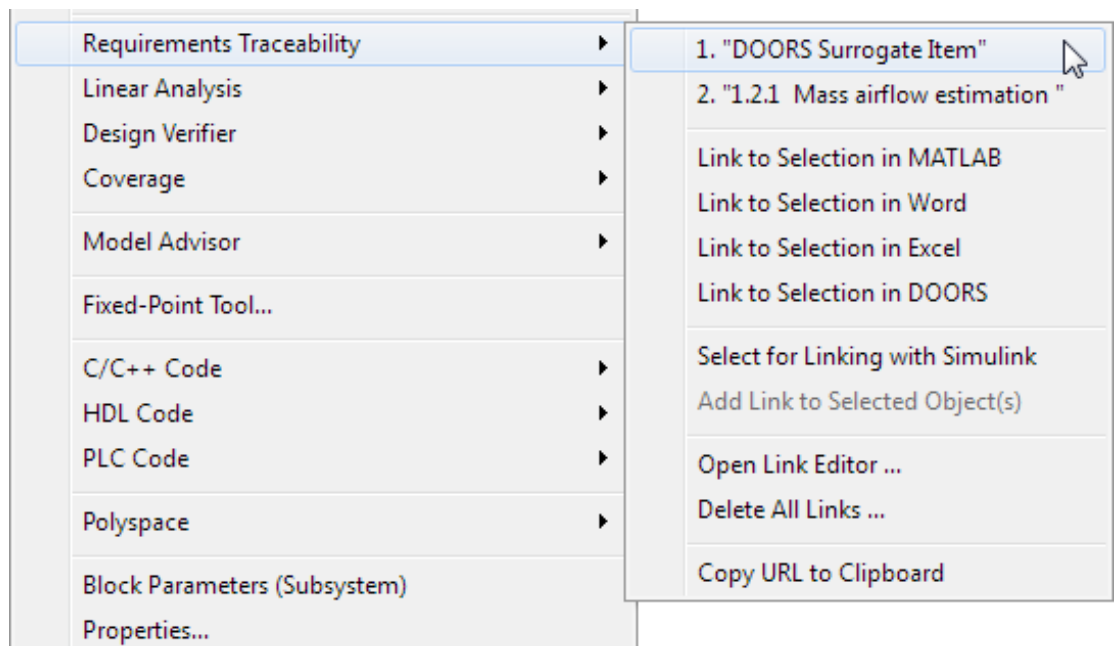 Requirements Traceability
Linear Analysis
Design Verifier
Coverage
Model Advisor
Fixed-Point Tool...
C/C++ Code
HDL Code
PLC Code
Polyspace
Block Parameters (Subsystem)
Properties...
1. "DOORS Surrogate Item"
2. "1.2.1  Mass airflow estimation "
Link to Selection in MATLAB
Link to Selection in Word
Link to Selection in Excel
Link to Selection in DOORS
Select for Linking with Simulink
Add Link to Selected Object(s)
Open Link Editor ...
Delete All Links ...
Copy URL to Clipboard